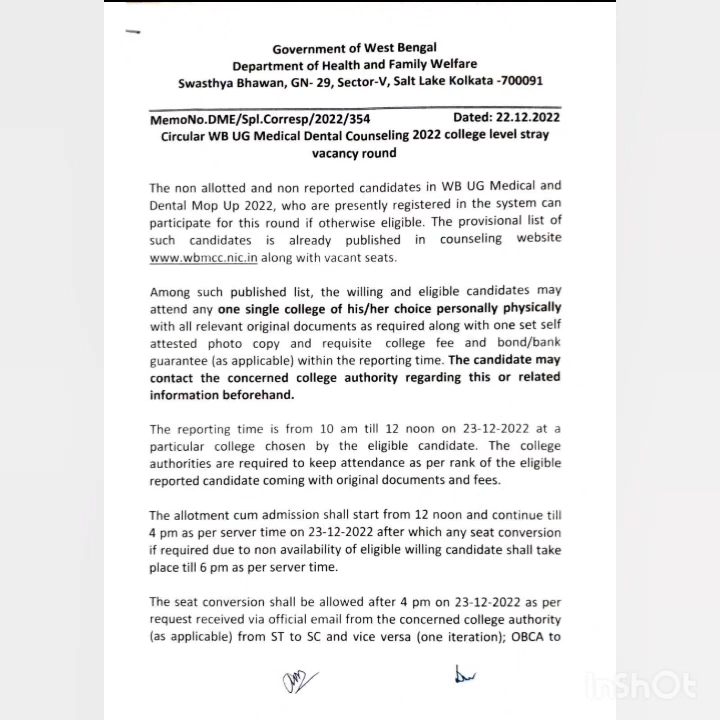 Government of West Bengal
Department of Health and Family Welfare
Swasthya Bhawan, GN- 29, Sector-V, Salt Lake Kolkata -700091
MemoNo.DME/Spl.Corresp/2022/354 Dated: 22.12.2022
Circular WB UG Medical Dental Counseling 2022 college level stray
vacancy round
The non allotted and non reported candidates in WB UG Medical and
Dental Mop Up 2022, who are presently registered in the system can
participate for this round if otherwise eligible. The provisional list of
such candidates is already published in counseling website
www.wbmcc.nic.in along with vacant seats.
Among such published list, the willing and eligible candidates may
attend any one single college of his/her choice personally physically
with all relevant original documents as required along with one set self
attested photo copy and requisite college fee and bond/bank
guarantee (as applicable) within the reporting time. The candidate may
contact the concerned college authority regarding this or related
information beforehand.
The reporting time is from 10 am till 12 noon on 23-12-2022 at a
particular college chosen by the eligible candidate. The college
authorities are required to keep attendance as per rank of the eligible
reported candidate coming with original documents and fees.
The allotment cum admission shall start from 12 noon and continue till
4 pm as per server time on 23-12-2022 after which any seat conversion
if required due to non availability of eligible willing candidate shall take
place till 6 pm as per server time.
The seat conversion shall be allowed after 4 pm on 23-12-2022 as per
request received via official email from the concerned college authority
(as applicable) from ST to SC and vice versa (one iteration); OBCA to
InShOt